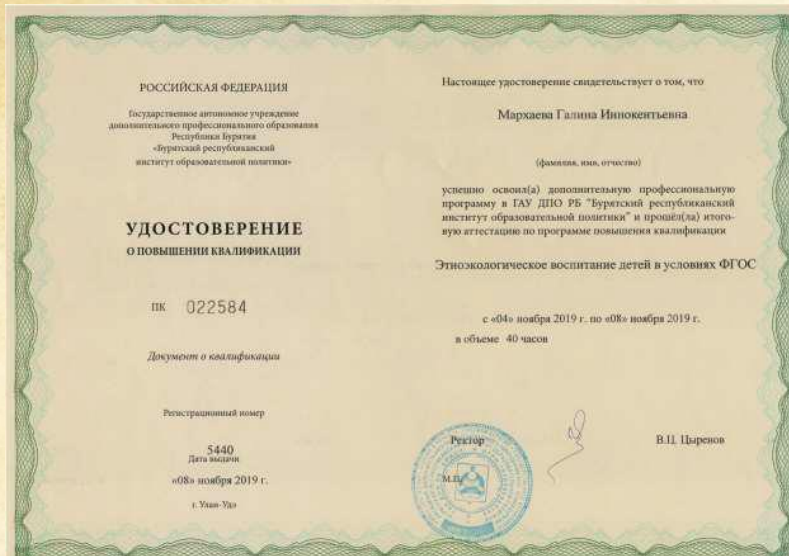 РОССИЙСКАЯ ФЕДЕРАЦИЯ
Государственное автономное учреждение
дополнительного профессионального образования
Республики Бурятия
«Бурятский республиканский
институт образовательной политики»
УДОСТОВЕРЕНИЕ
О ПОВЫШЕНИИ КВАЛИФИКАЦИИ
ПК 022584
Документ о квалификации
Регистрационный номер
5440
Дата выдачи
«08» ноября 2019 г.
г. Улан-Удэ
Настоящее удостоверение свидетельствует о том, что
Мархаева Галина Иннокентьевна
(фамилия, имя, отчество)
успешно освоил(а) дополнительную профессиональную
программу в ГАУ ДПО РБ "Бурятский республиканский
институт образовательной политики" и прошёл(ла) итого-
вую аттестацию по программе повышения квалификации
Этноэкологическое воспитание детей в условиях ФГОС
с «04» ноября 2019 г. по «08» ноября 2019 г.
в объеме 40 часов
Ректор В.Ц. Цыренов
М.П.